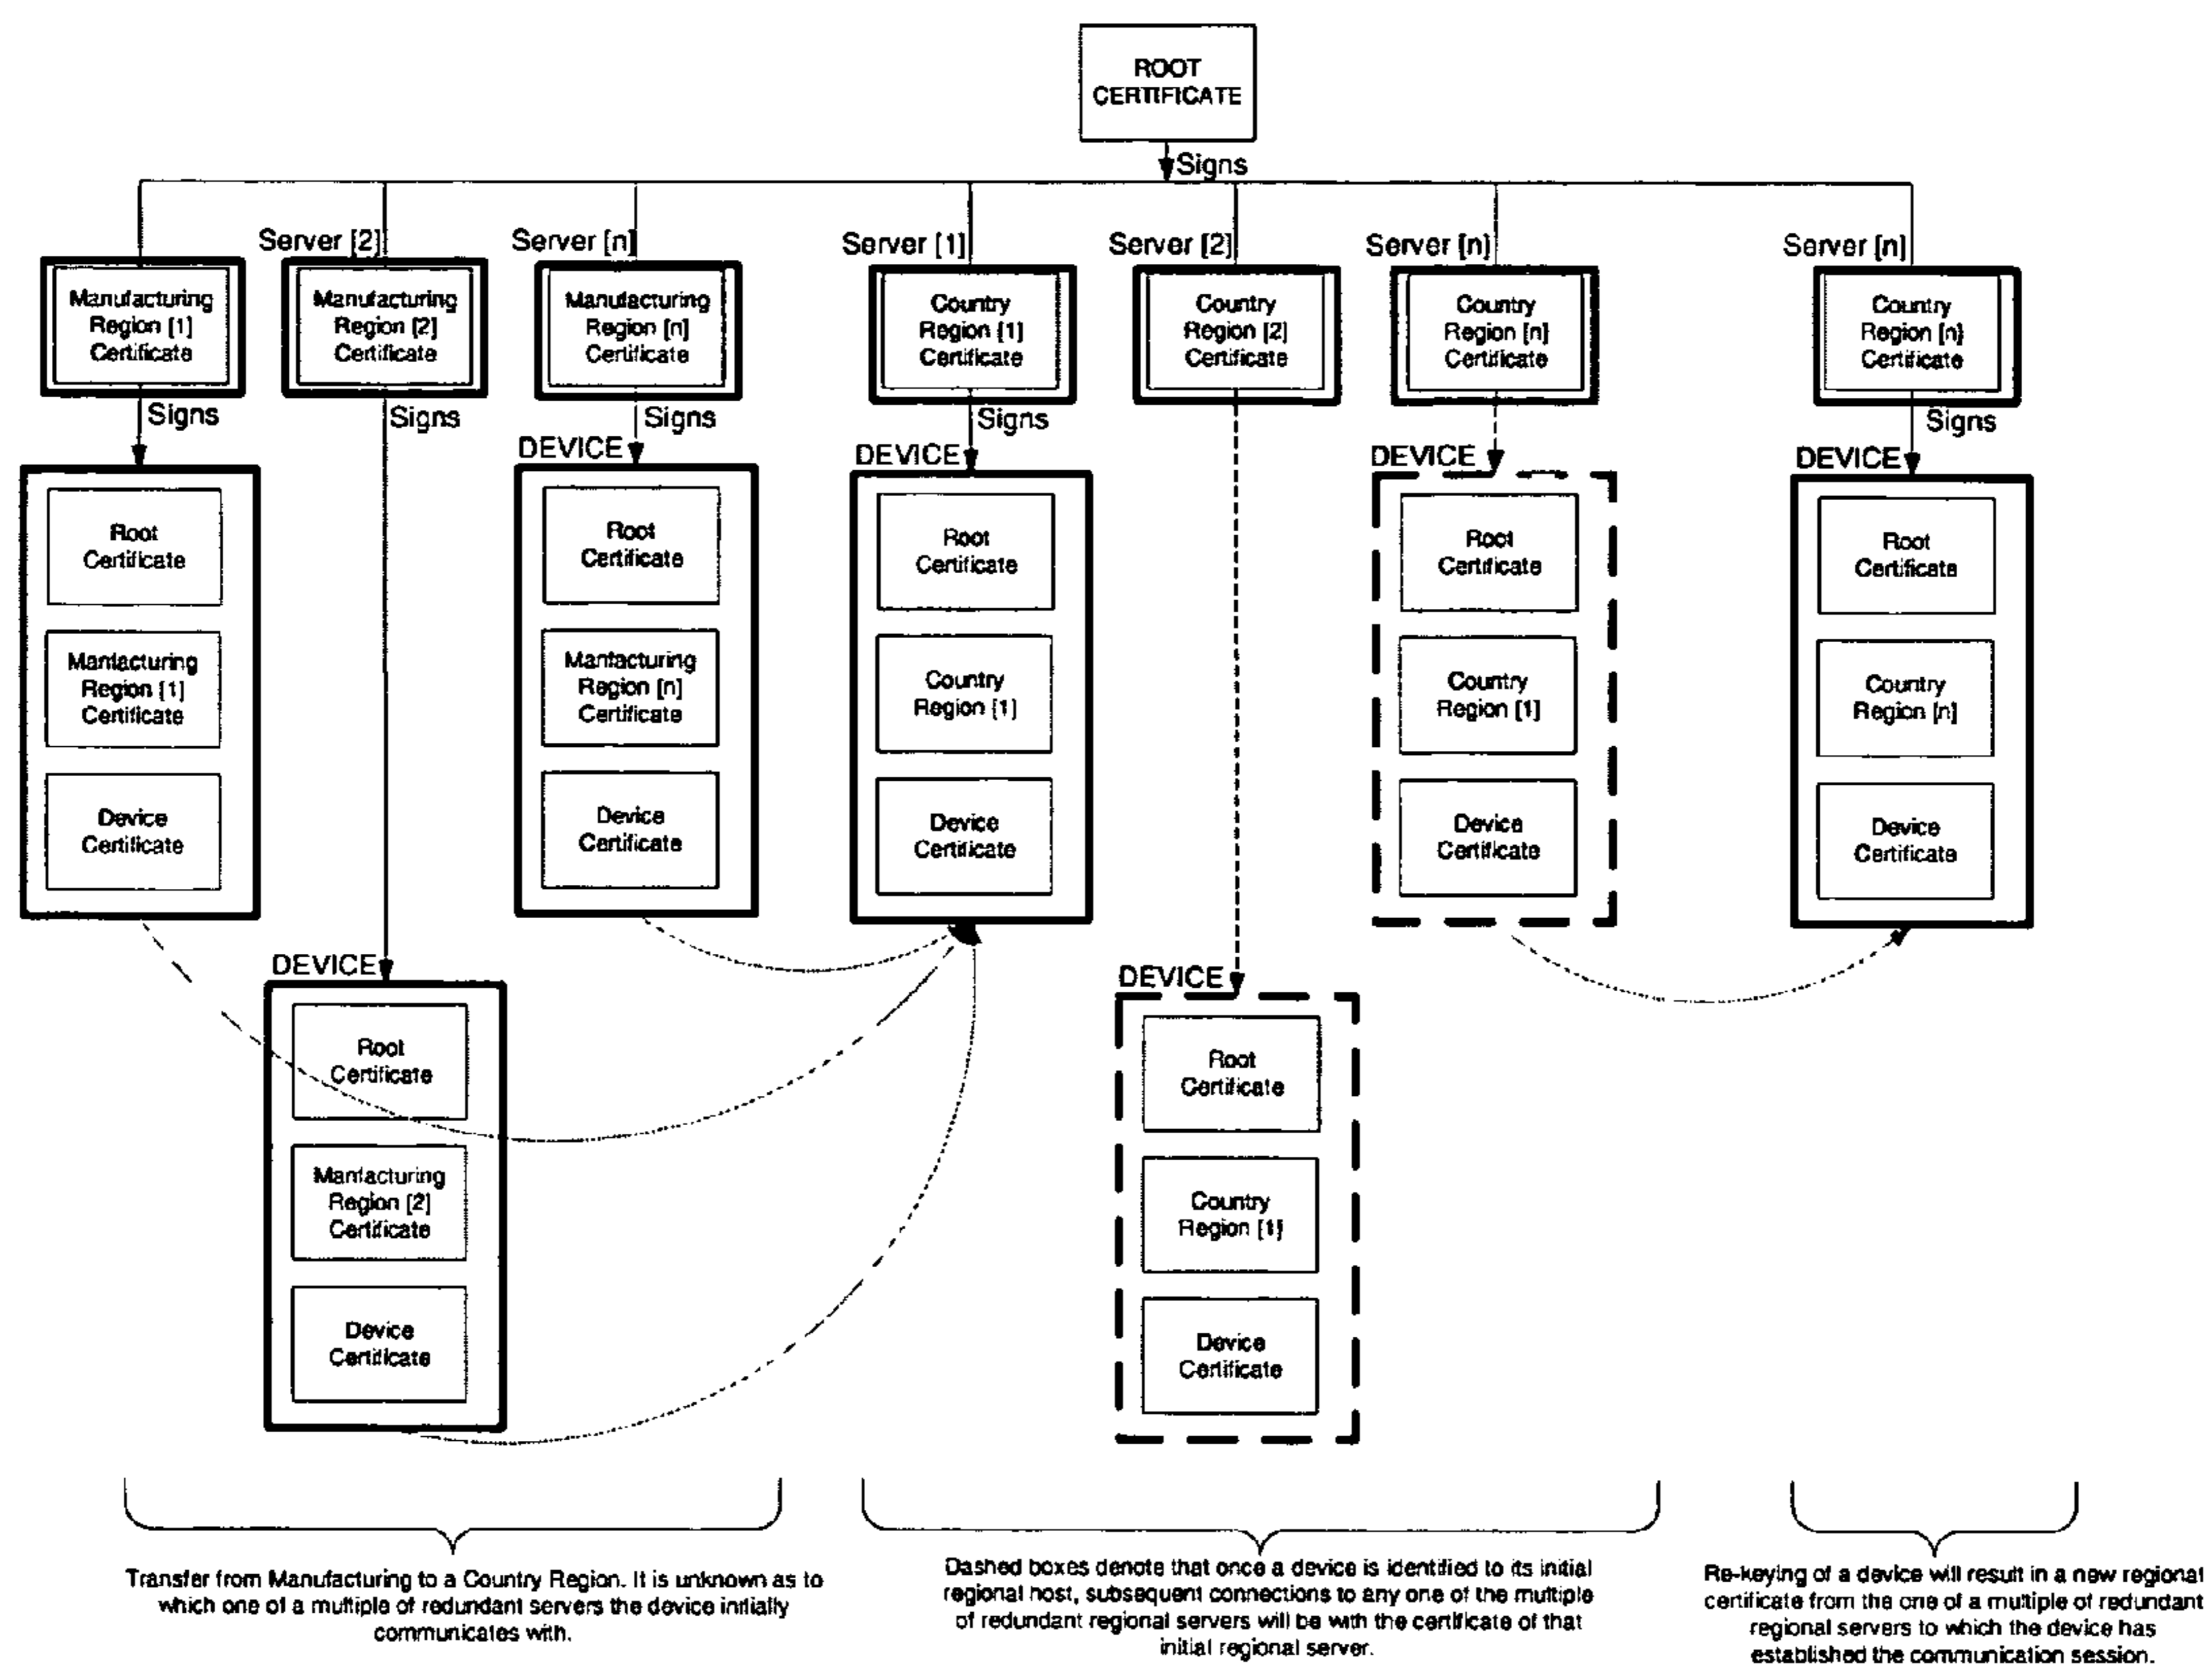 ROOT
CERTIFICATE
Signs
Server [2]
Server [n]
Server [1]
Server [2]
Server [n]
Server [n]
Manufacturing
Region [1]
Certificate
Manufacturing
Region [2]
Certificate
Manufacturing
Region [n]
Certificate
Country
Region [1]
Certificate
Country
Region [2]
Certificate
Country
Region [n]
Certificate
Country
Region [n]
Certificate
Signs
Signs
Signs
Signs
Signs
DEVICE
DEVICE
DEVICE
DEVICE
Root
Certificate
Manfacturing
Region [1]
Certificate
Device
Certificate
Root
Certificate
Manfacturing
Region [n]
Certificate
Device
Certificate
Root
Certificate
Country
Region [1]
Device
Certificate
Root
Certificate
Country
Region [1]
Device
Certificate
Root
Certificate
Country
Region [n]
Device
Certificate
DEVICE
Root
Certificate
Manfacturing
Region [2]
Certificate
Device
Certificate
DEVICE
Root
Certificate
Country
Region [1]
Device
Certificate
Transfer from Manufacturing to a Country Region. It is unknown as to
which one of a multiple of redundant servers the device initially
communicates with.
Dashed boxes denote that once a device is identified to its initial
regional host, subsequent connections to any one of the multiple
of redundant regional servers will be with the certificate of that
initial regional server.
Re-keying of a device will result in a new regional
certificate from the one of a multiple of redundant
regional servers to which the device has
established the communication session.